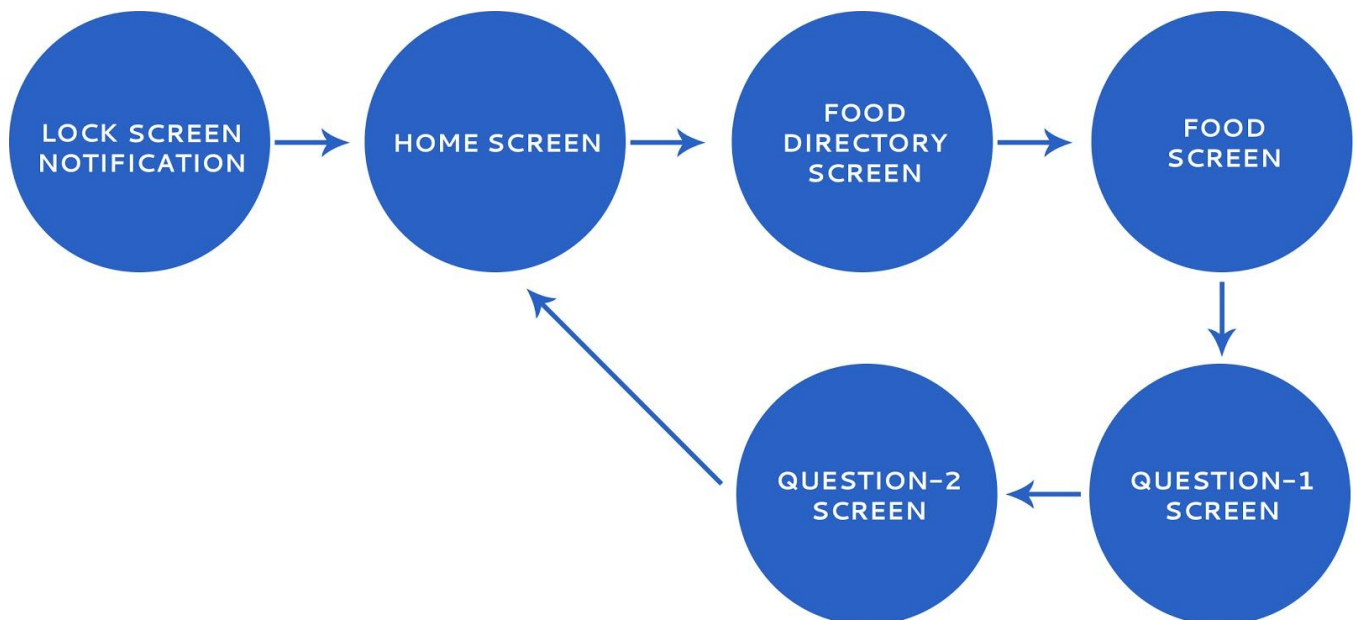 LOCK SCREEN
NOTIFICATION
HOME SCREEN
FOOD
DIRECTORY
SCREEN
FOOD
SCREEN
QUESTION-1
SCREEN
QUESTION-2
SCREEN